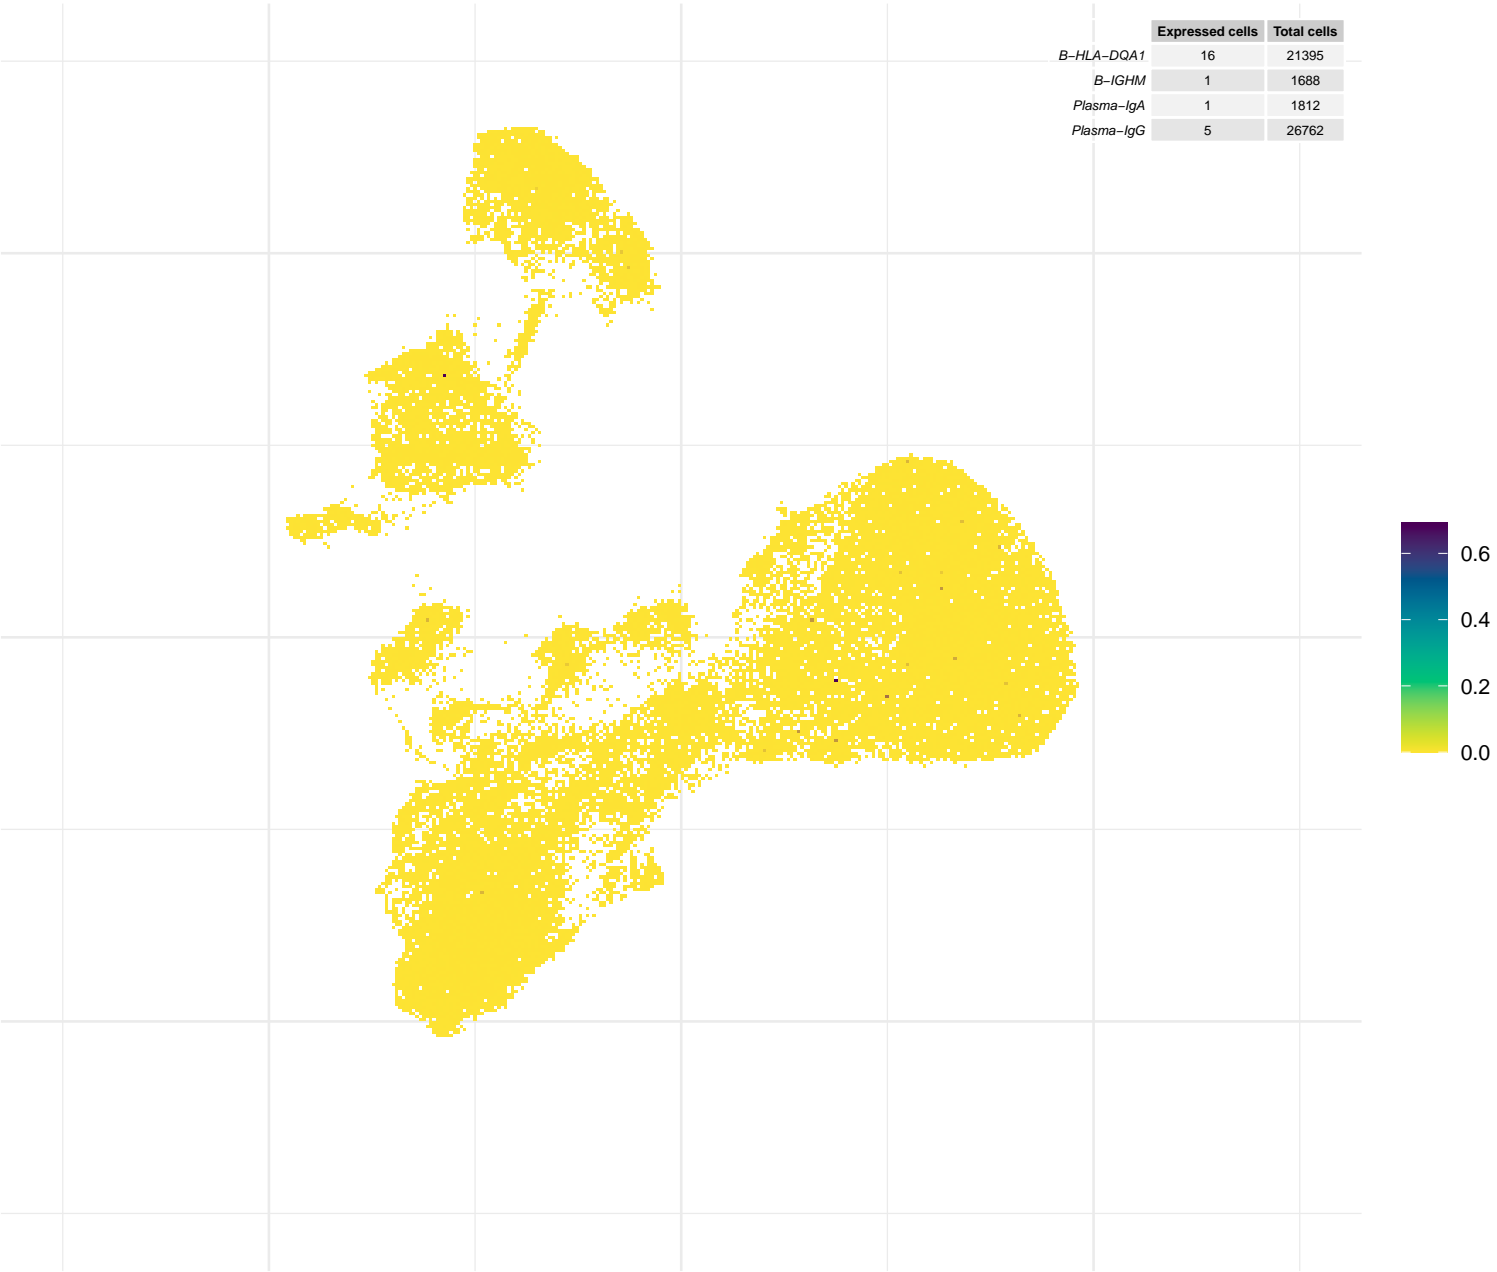 Expressed cells Total cells
B−HLA−DQA1 16 21395
B−IGHM 1 1688
Plasma−IgA 1 1812
Plasma−IgG 5 26762
0.6
0.4
0.2
0.0